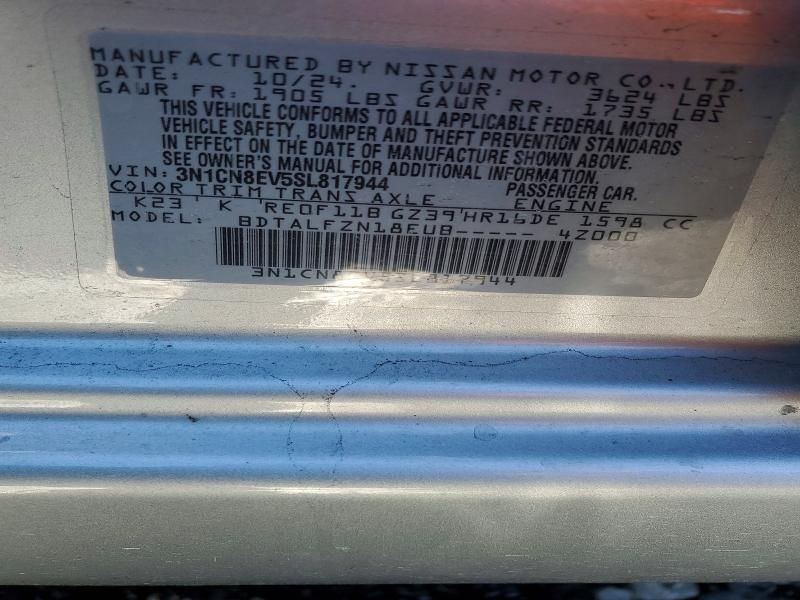 MANUFACTURED BY NISSAN MOTOR CO., LTD.
DATE: 10/24. GVWR: 3624 LBS
GAWR FR: 1905 LBS GAWR RR: 1735 LBS
THIS VEHICLE CONFORMS TO ALL APPLICABLE FEDERAL MOTOR
VEHICLE SAFETY, BUMPER AND THEFT PREVENTION STANDARDS
IN EFFECT ON THE DATE OF MANUFACTURE SHOWN ABOVE.
SEE OWNER'S MANUAL FOR ADDITIONAL INFORMATION.
VIN: 3N1CN8EV5SL817944 PASSENGER CAR.
COLOR TRIM TRANS AXLE ENGINE
K23 ' K 'RE0F11B GZ39'HR16DE 1598 CC
MODEL: BDTALFZN18EUB----- 4Z000